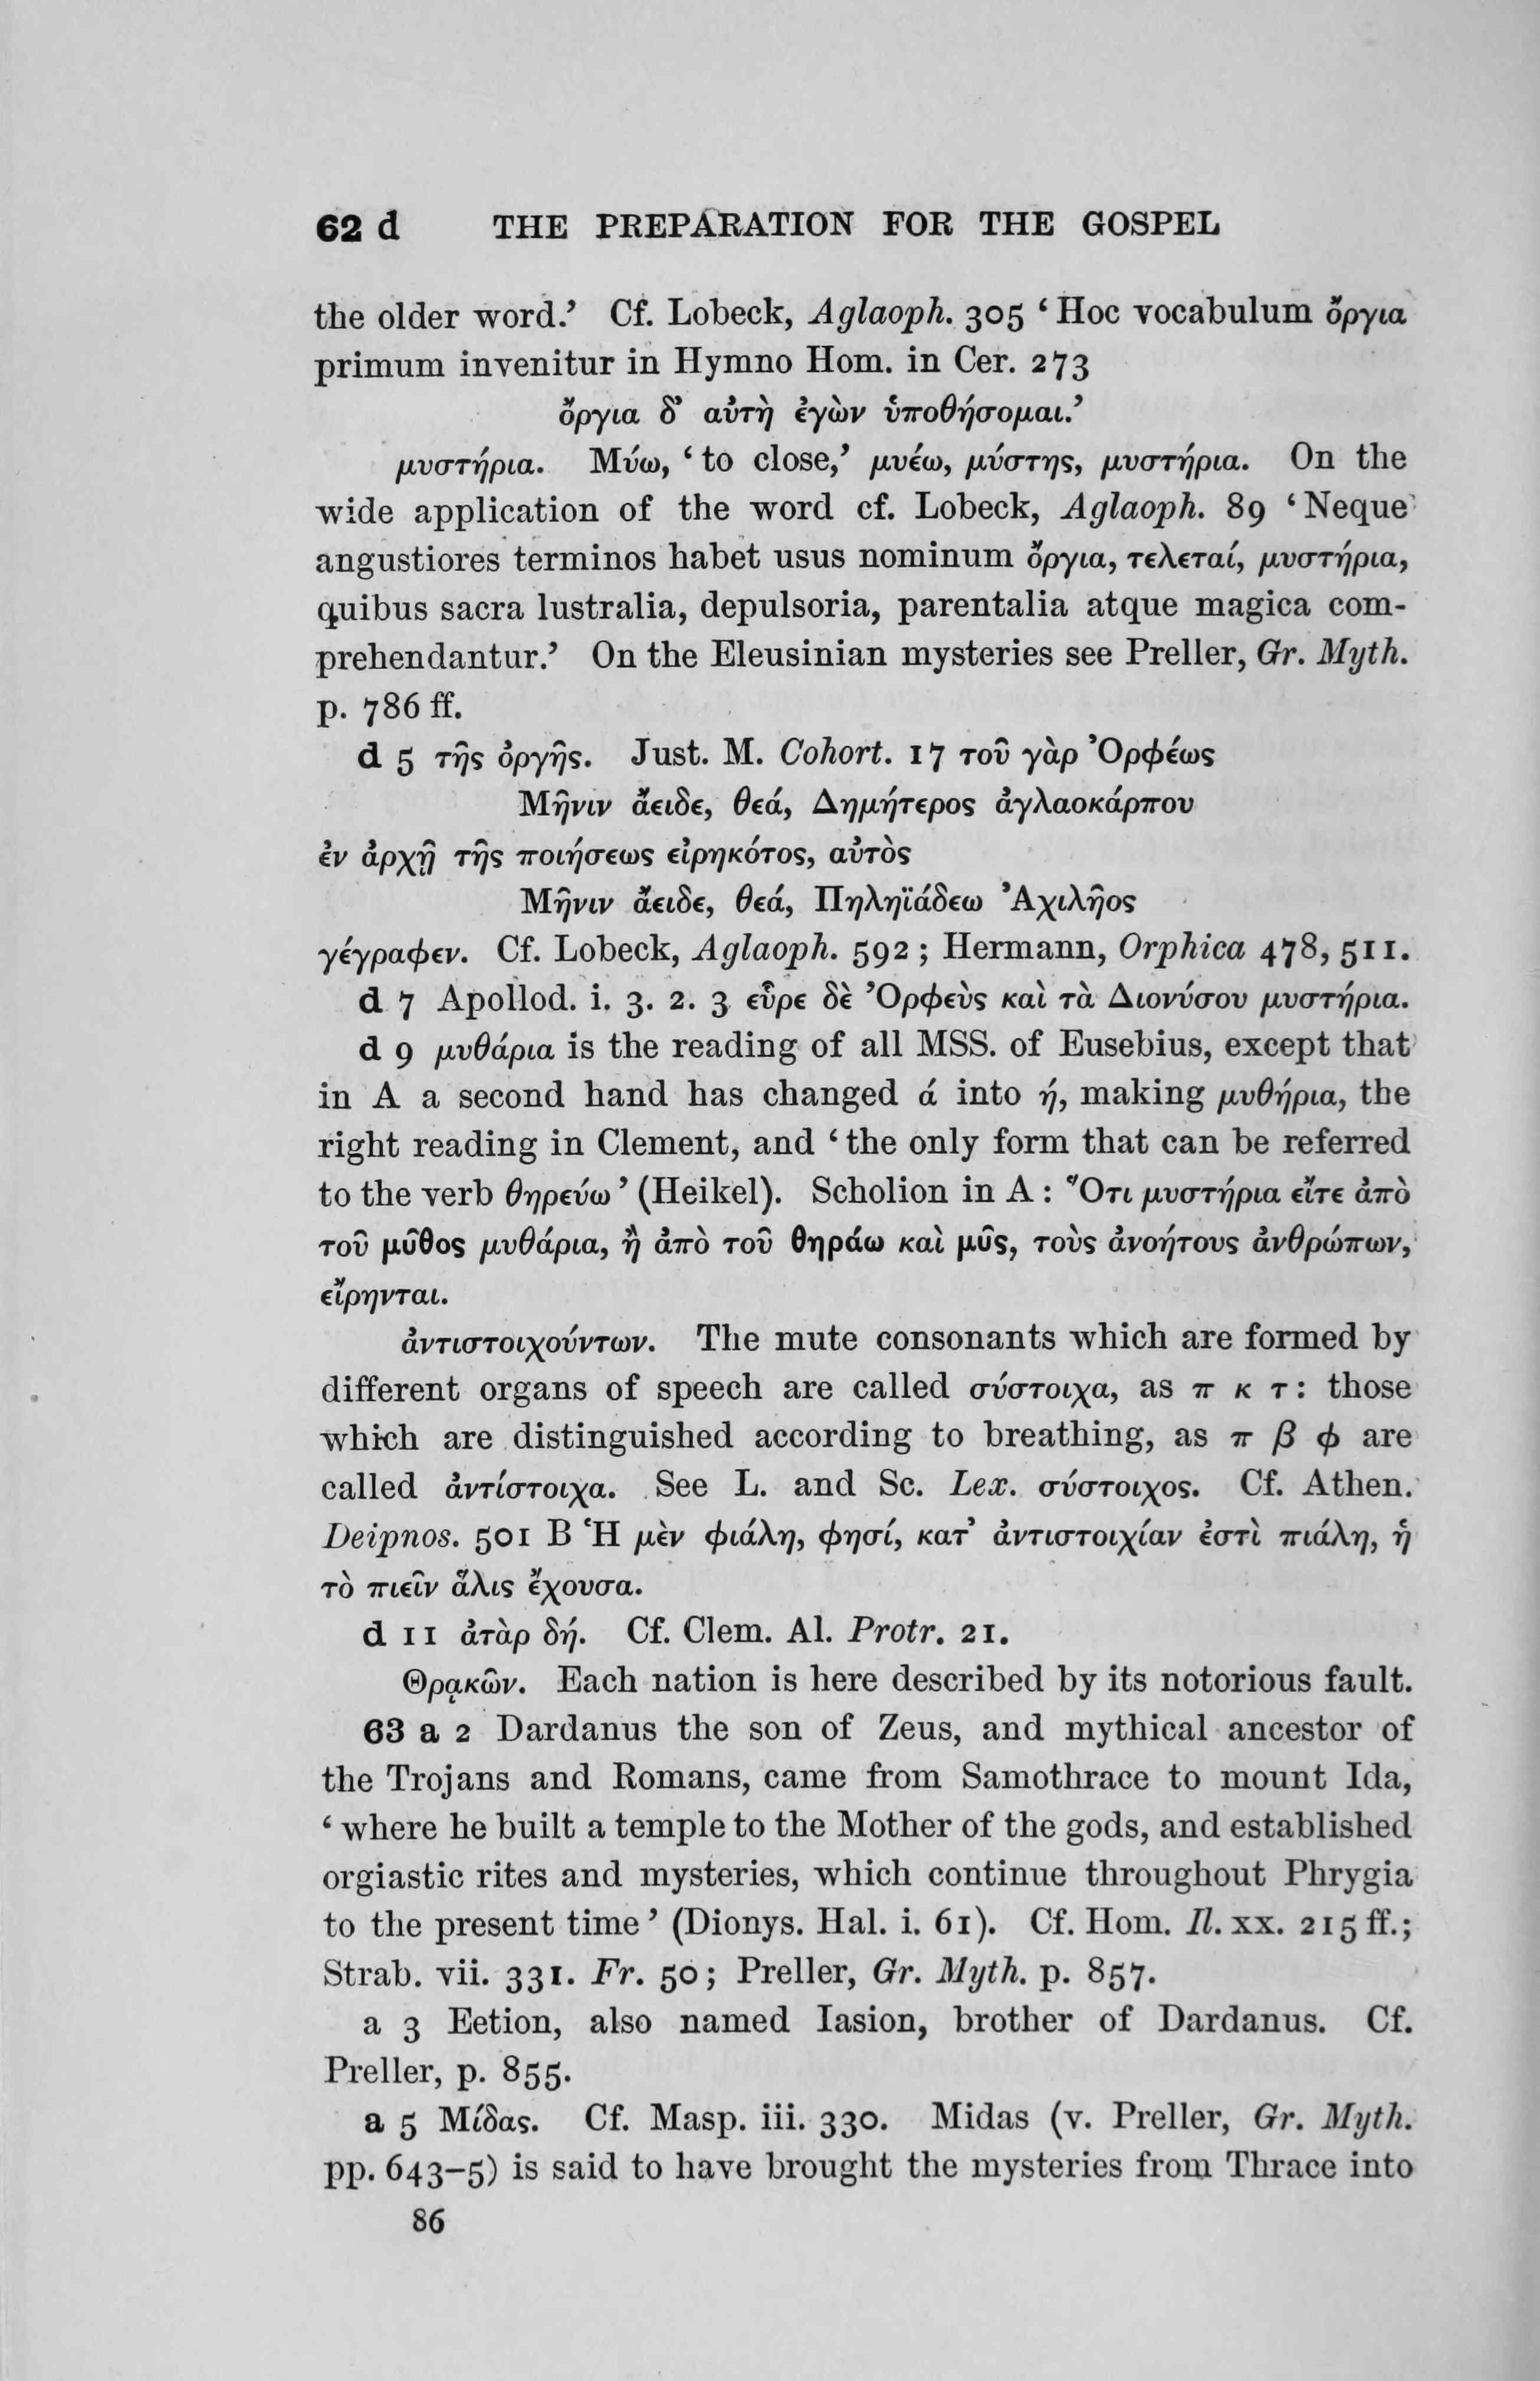 62 d THE PREPARATION FOR THE GOSPEL
the older word.’ Cf. Lobeck, Aglaoph. 305 ‘Hoc vocabulum ὄργια
primum invenitur in Hymno Hom. in Cer. 273
ὄργια δ’ αὐτὴ ἐγὼν ὑποθήσομαι.’
μυστήρια. Μύω, ‘to close,’ μυέω, μύστης, μυστήρια. On the
wide application of the word cf. Lobeck, Aglaoph. 89 ‘Neque
angustiores terminos habet usus nominum ὄργια, τελεταί, μυστήρια,
quibus sacra lustralia, depulsoria, parentalia atque magica com-
prehendantur.’ On the Eleusinian mysteries see Preller, Gr. Myth.
p. 786 ff.
d 5 τῆς ὀργῆς. Just. M. Cohort. 17 τοῦ γὰρ Ὀρφέως
Μῆνιν ἄειδε, θεά, Δημήτερος ἀγλαοκάρπου
ἐν ἀρχῇ τῆς ποιήσεως εἰρηκότος, αὐτὸς
Μῆνιν ἄειδε, θεά, Πηληϊάδεω Ἀχιλῆος
γέγραφεν. Cf. Lobeck, Aglaoph. 592; Hermann, Orphica 478, 511.
d 7 Apollod. i. 3. 2. 3 εὗρε δὲ Ὀρφεὺς καὶ τὰ Διονύσου μυστήρια.
d 9 μυθάρια is the reading of all MSS. of Eusebius, except that
in A a second hand has changed ά into ή, making μυθήρια, the
right reading in Clement, and ‘the only form that can be referred
to the verb θηρεύω’ (Heikel). Scholion in A: Ὅτι μυστήρια εἴτε ἀπὸ
τοῦ μῦθος μυθάρια, ἢ ἀπὸ τοῦ θηράω καὶ μῦς, τοὺς ἀνοήτους ἀνθρώπων,
εἴρηνται.
ἀντιστοιχούντων. The mute consonants which are formed by
different organs of speech are called σύστοιχα, as π κ τ: those
which are distinguished according to breathing, as π β φ are
called ἀντίστοιχα. See L. and Sc. Lex. σύστοιχος. Cf. Athen.
Deipnos. 501 B Ἡ μὲν φιάλη, φησί, κατ’ ἀντιστοιχίαν ἐστὶ πιάλη, ἡ
τὸ πιεῖν ἅλις ἔχουσα.
d 11 ἀτὰρ δή. Cf. Clem. Al. Protr. 21.
Θρᾳκῶν. Each nation is here described by its notorious fault.
63 a 2 Dardanus the son of Zeus, and mythical ancestor of
the Trojans and Romans, came from Samothrace to mount Ida,
‘where he built a temple to the Mother of the gods, and established
orgiastic rites and mysteries, which continue throughout Phrygia
to the present time’ (Dionys. Hal. i. 61). Cf. Hom. Il. xx. 215 ff.;
Strab. vii. 331. Fr. 50; Preller, Gr. Myth. p. 857.
a 3 Eetion, also named Iasion, brother of Dardanus. Cf.
Preller, p. 855.
a 5 Μίδας. Cf. Masp. iii. 330. Midas (v. Preller, Gr. Myth.
pp. 643–5) is said to have brought the mysteries from Thrace into
86